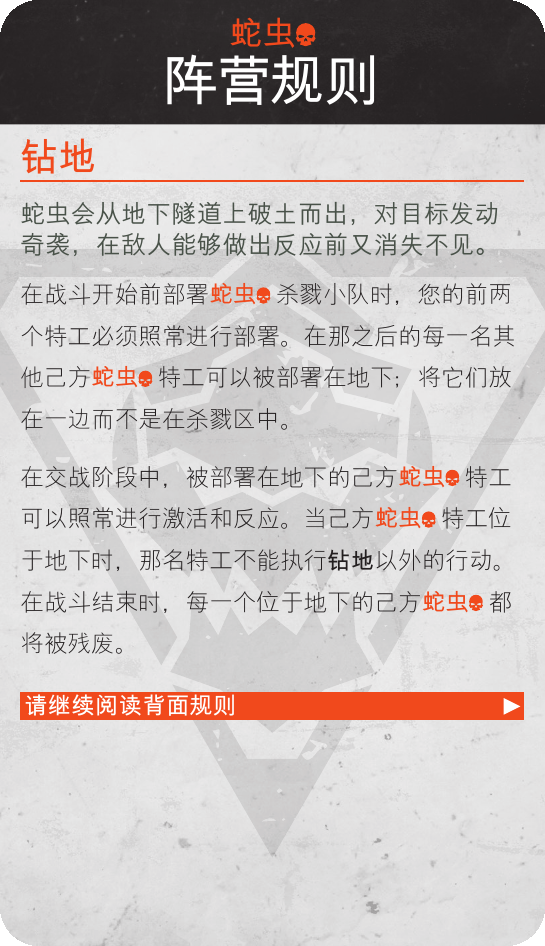 蛇虫
阵营规则
钻地
蛇虫会从地下隧道上破土而出，对目标发动
奇袭，在敌人能够做出反应前又消失不见。
在战斗开始前部署蛇虫 杀戮小队时，您的前两
个特工必须照常进行部署。在那之后的每一名其
他己方蛇虫 特工可以被部署在地下；将它们放
在一边而不是在杀戮区中。
在交战阶段中，被部署在地下的己方蛇虫 特工
可以照常进行激活和反应。当己方蛇虫 特工位
于地下时，那名特工不能执行钻地以外的行动。
在战斗结束时，每一个位于地下的己方蛇虫 都
将被残废。
请继续阅读背面规则